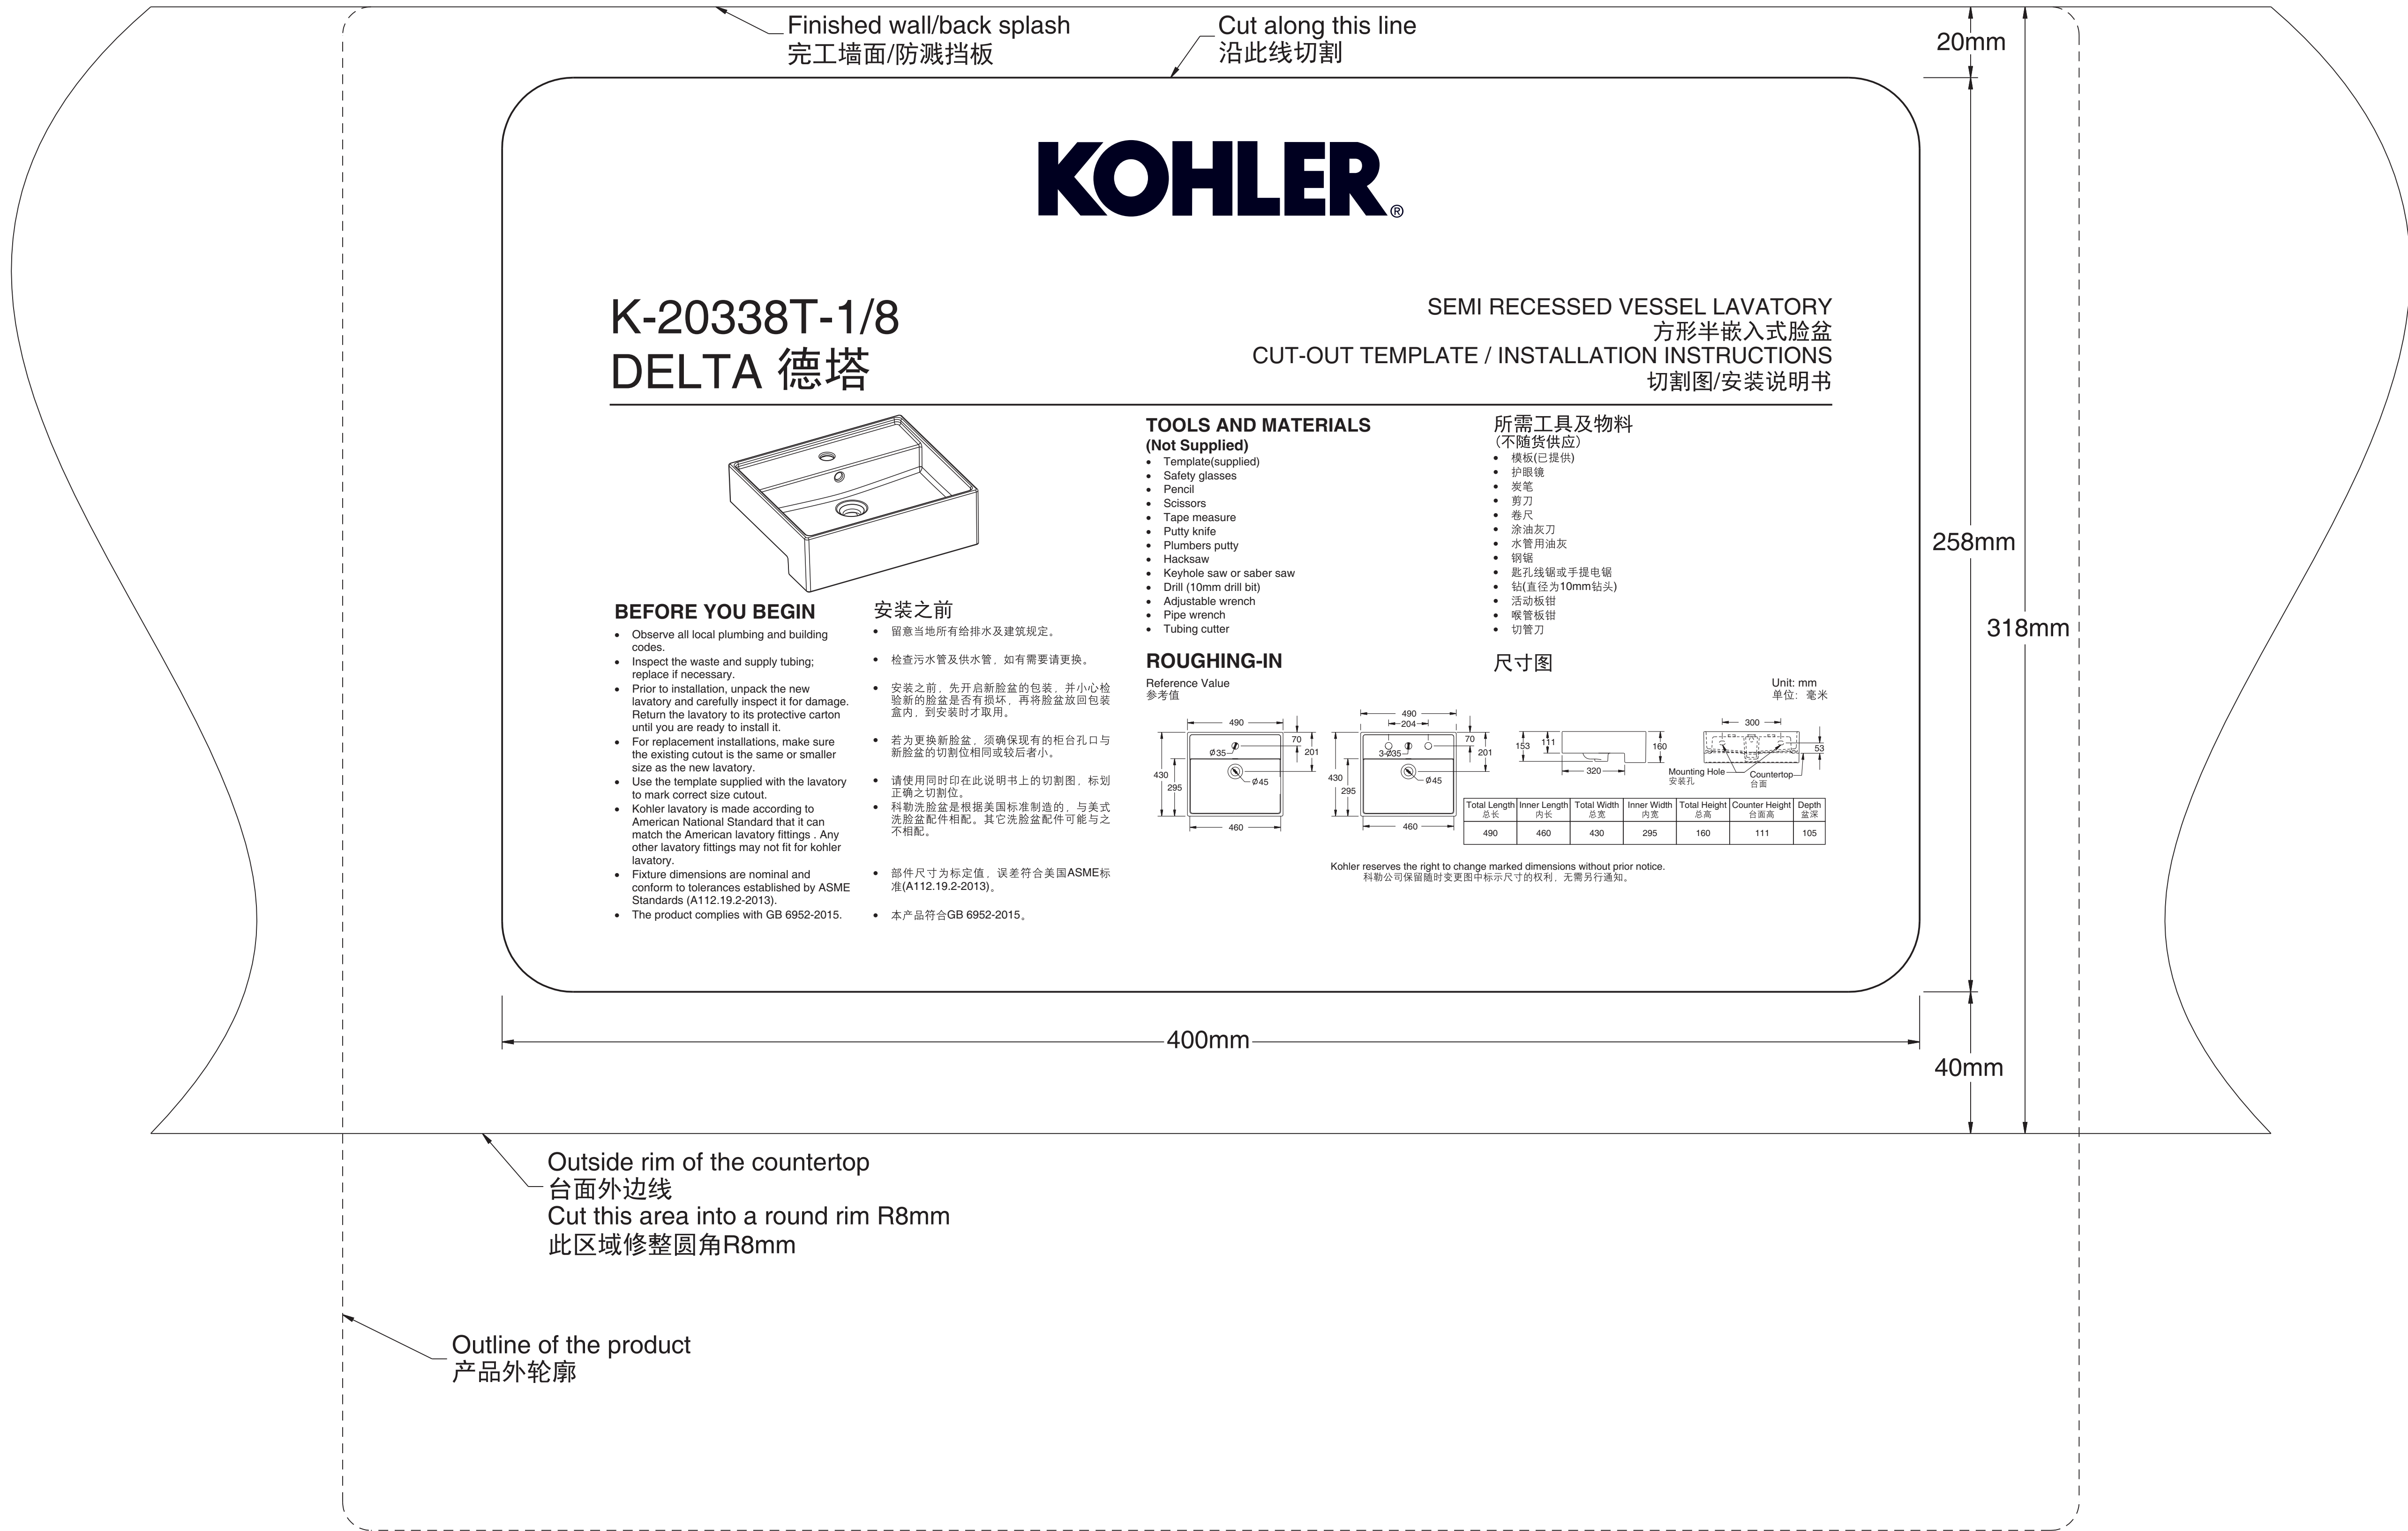 Finished wall/back splash
完工墙面/防溅挡板
Cut along this line
沿此线切割
20mm
KOHLER®
K-20338T-1/8
DELTA 德塔
SEMI RECESSED VESSEL LAVATORY
方形半嵌入式脸盆
CUT-OUT TEMPLATE / INSTALLATION INSTRUCTIONS
切割图/安装说明书
BEFORE YOU BEGIN
• Observe all local plumbing and building
codes.
• Inspect the waste and supply tubing;
replace if necessary.
• Prior to installation, unpack the new
lavatory and carefully inspect it for damage.
Return the lavatory to its protective carton
until you are ready to install it.
• For replacement installations, make sure
the existing cutout is the same or smaller
size as the new lavatory.
• Use the template supplied with the lavatory
to mark correct size cutout.
• Kohler lavatory is made according to
American National Standard that it can
match the American lavatory fittings . Any
other lavatory fittings may not fit for kohler
lavatory.
• Fixture dimensions are nominal and
conform to tolerances established by ASME
Standards (A112.19.2-2013).
• The product complies with GB 6952-2015.
安装之前
• 留意当地所有给排水及建筑规定。
• 检查污水管及供水管，如有需要请更换。
• 安装之前，先开启新脸盆的包装，并小心检
验新的脸盆是否有损坏，再将脸盆放回包装
盒内，到安装时才取用。
• 若为更换新脸盆，须确保现有的柜台孔口与
新脸盆的切割位相同或较后者小。
• 请使用同时印在此说明书上的切割图，标划
正确之切割位。
• 科勒洗脸盆是根据美国标准制造的，与美式
洗脸盆配件相配。其它洗脸盆配件可能与之
不相配。
• 部件尺寸为标定值，误差符合美国ASME标
准(A112.19.2-2013)。
• 本产品符合GB 6952-2015。
TOOLS AND MATERIALS
(Not Supplied)
• Template(supplied)
• Safety glasses
• Pencil
• Scissors
• Tape measure
• Putty knife
• Plumbers putty
• Hacksaw
• Keyhole saw or saber saw
• Drill (10mm drill bit)
• Adjustable wrench
• Pipe wrench
• Tubing cutter
所需工具及物料
（不随货供应）
• 模板(已提供)
• 护眼镜
• 炭笔
• 剪刀
• 卷尺
• 涂油灰刀
• 水管用油灰
• 钢锯
• 匙孔线锯或手提电锯
• 钻(直径为10mm钻头)
• 活动板钳
• 喉管板钳
• 切管刀
ROUGHING-IN
尺寸图
Reference Value
参考值
Unit: mm
单位：毫米
490
70
201
Ø35
430
295
Ø45
460
490
204
70
201
3-Ø35
430
295
Ø45
460
153
111
160
320
300
53
Mounting Hole
安装孔
Countertop
台面
Total Length Inner Length Total Width Inner Width Total Height Counter Height Depth
总长 内长 总宽 内宽 总高 台面高 盆深
490 460 430 295 160 111 105
Kohler reserves the right to change marked dimensions without prior notice.
科勒公司保留随时变更图中标示尺寸的权利，无需另行通知。
258mm
318mm
400mm
40mm
Outside rim of the countertop
台面外边线
Cut this area into a round rim R8mm
此区域修整圆角R8mm
Outline of the product
产品外轮廓